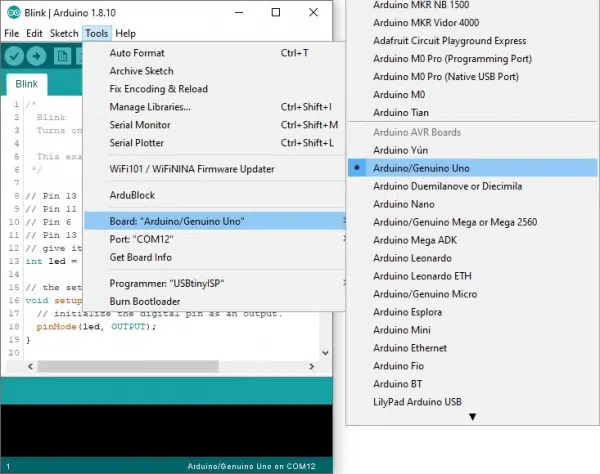 Blink | Arduino 1.8.10
File Edit Sketch Tools Help
Blink
1 /*
2 Blink
3 Turns on
4
5 This exa
6 */
7
8 // Pin 13
9 // Pin 11
10 // Pin 6
11 // Pin 13
12 // give it
13 int led =
14
15 // the set
16 void setup
17 // initialize the digital pin as an output.
18 pinMode(led, OUTPUT);
19 }
20
Auto Format Ctrl+T
Archive Sketch
Fix Encoding & Reload
Manage Libraries... Ctrl+Shift+I
Serial Monitor Ctrl+Shift+M
Serial Plotter Ctrl+Shift+L
WiFi101 / WiFiNINA Firmware Updater
ArduBlock
Board: "Arduino/Genuino Uno"
Port: "COM12"
Get Board Info
Programmer: "USBtinyISP"
Burn Bootloader
Arduino MKR NB 1500
Arduino MKR Vidor 4000
Adafruit Circuit Playground Express
Arduino M0 Pro (Programming Port)
Arduino M0 Pro (Native USB Port)
Arduino M0
Arduino Tian
Arduino AVR Boards
Arduino Yún
Arduino/Genuino Uno
Arduino Duemilanove or Diecimila
Arduino Nano
Arduino/Genuino Mega or Mega 2560
Arduino Mega ADK
Arduino Leonardo
Arduino Leonardo ETH
Arduino/Genuino Micro
Arduino Esplora
Arduino Mini
Arduino Ethernet
Arduino Fio
Arduino BT
LilyPad Arduino USB
1 Arduino/Genuino Uno on COM12